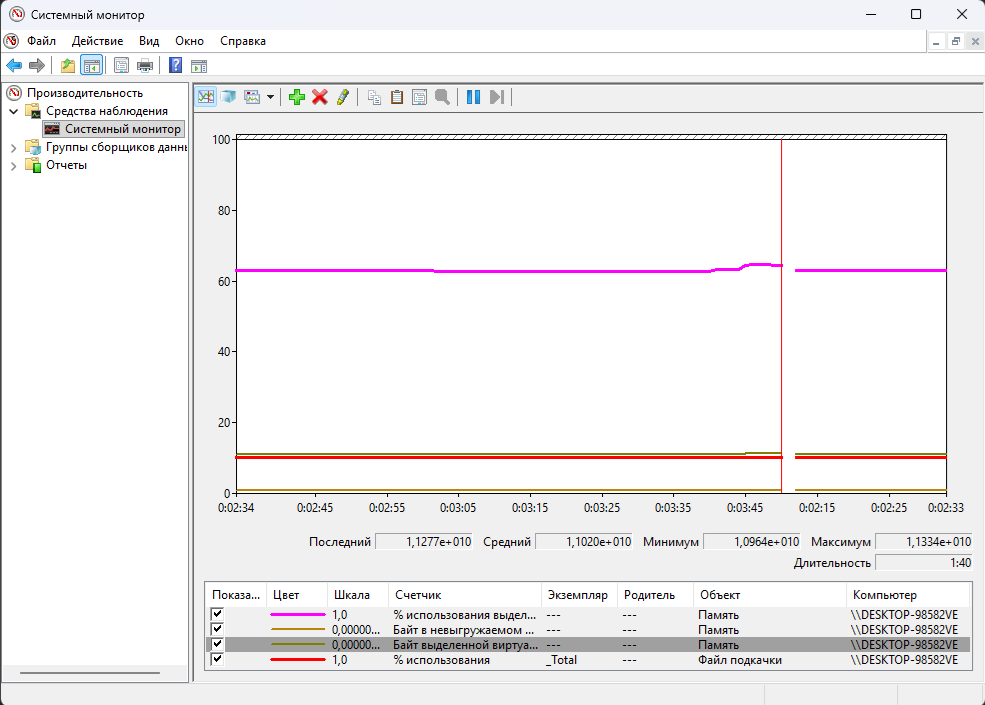 Системный монитор
Файл Действие Вид Окно Справка
Производительность
Средства наблюдения
Системный монитор
Группы сборщиков данн
Отчеты
100
80
60
40
20
0
0:02:34 0:02:45 0:02:55 0:03:05 0:03:15 0:03:25 0:03:35 0:03:45 0:02:15 0:02:25 0:02:33
Последний 1,1277e+010 Средний 1,1020e+010 Минимум 1,0964e+010 Максимум 1,1334e+010
Длительность 1:40
Показа... Цвет Шкала Счетчик Экземпляр Родитель Объект Компьютер
1,0 % использования выдел... --- --- Память \\DESKTOP-98582VE
0,00000... Байт в невыгружаемом ... --- --- Память \\DESKTOP-98582VE
0,00000... Байт выделенной виртуа... --- --- Память \\DESKTOP-98582VE
1,0 % использования _Total --- Файл подкачки \\DESKTOP-98582VE